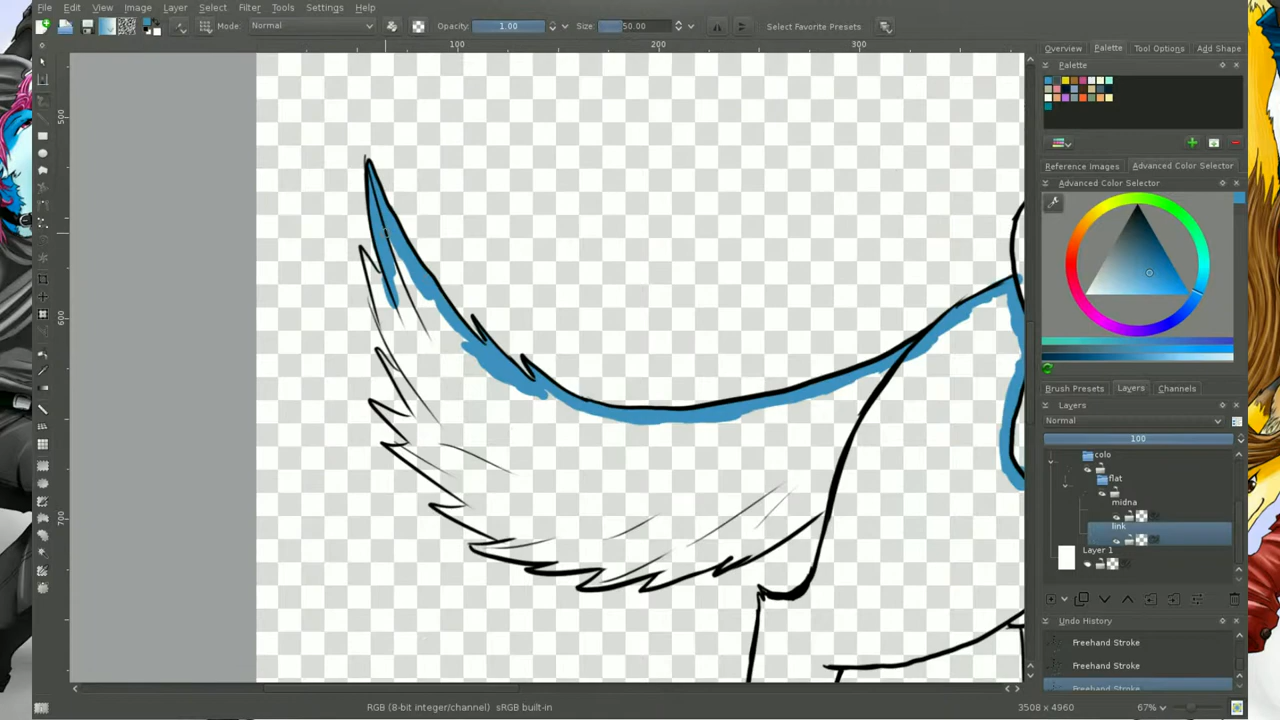 File Edit View Image Layer Select Filter Tools Settings Help
Mode: Normal Opacity: 1.00 Size: 50.00 Select Favorite Presets
100 200 300
500
600
700
Overview Palette Tool Options Add Shape
Palette
Reference Images Advanced Color Selector
Advanced Color Selector
Brush Presets Layers Channels
Layers
Normal
100
colo
flat
midna
link
Layer 1
Undo History
Freehand Stroke
Freehand Stroke
Freehand Stroke
RGB (8-bit integer/channel) sRGB built-in 3508 x 4960 67%